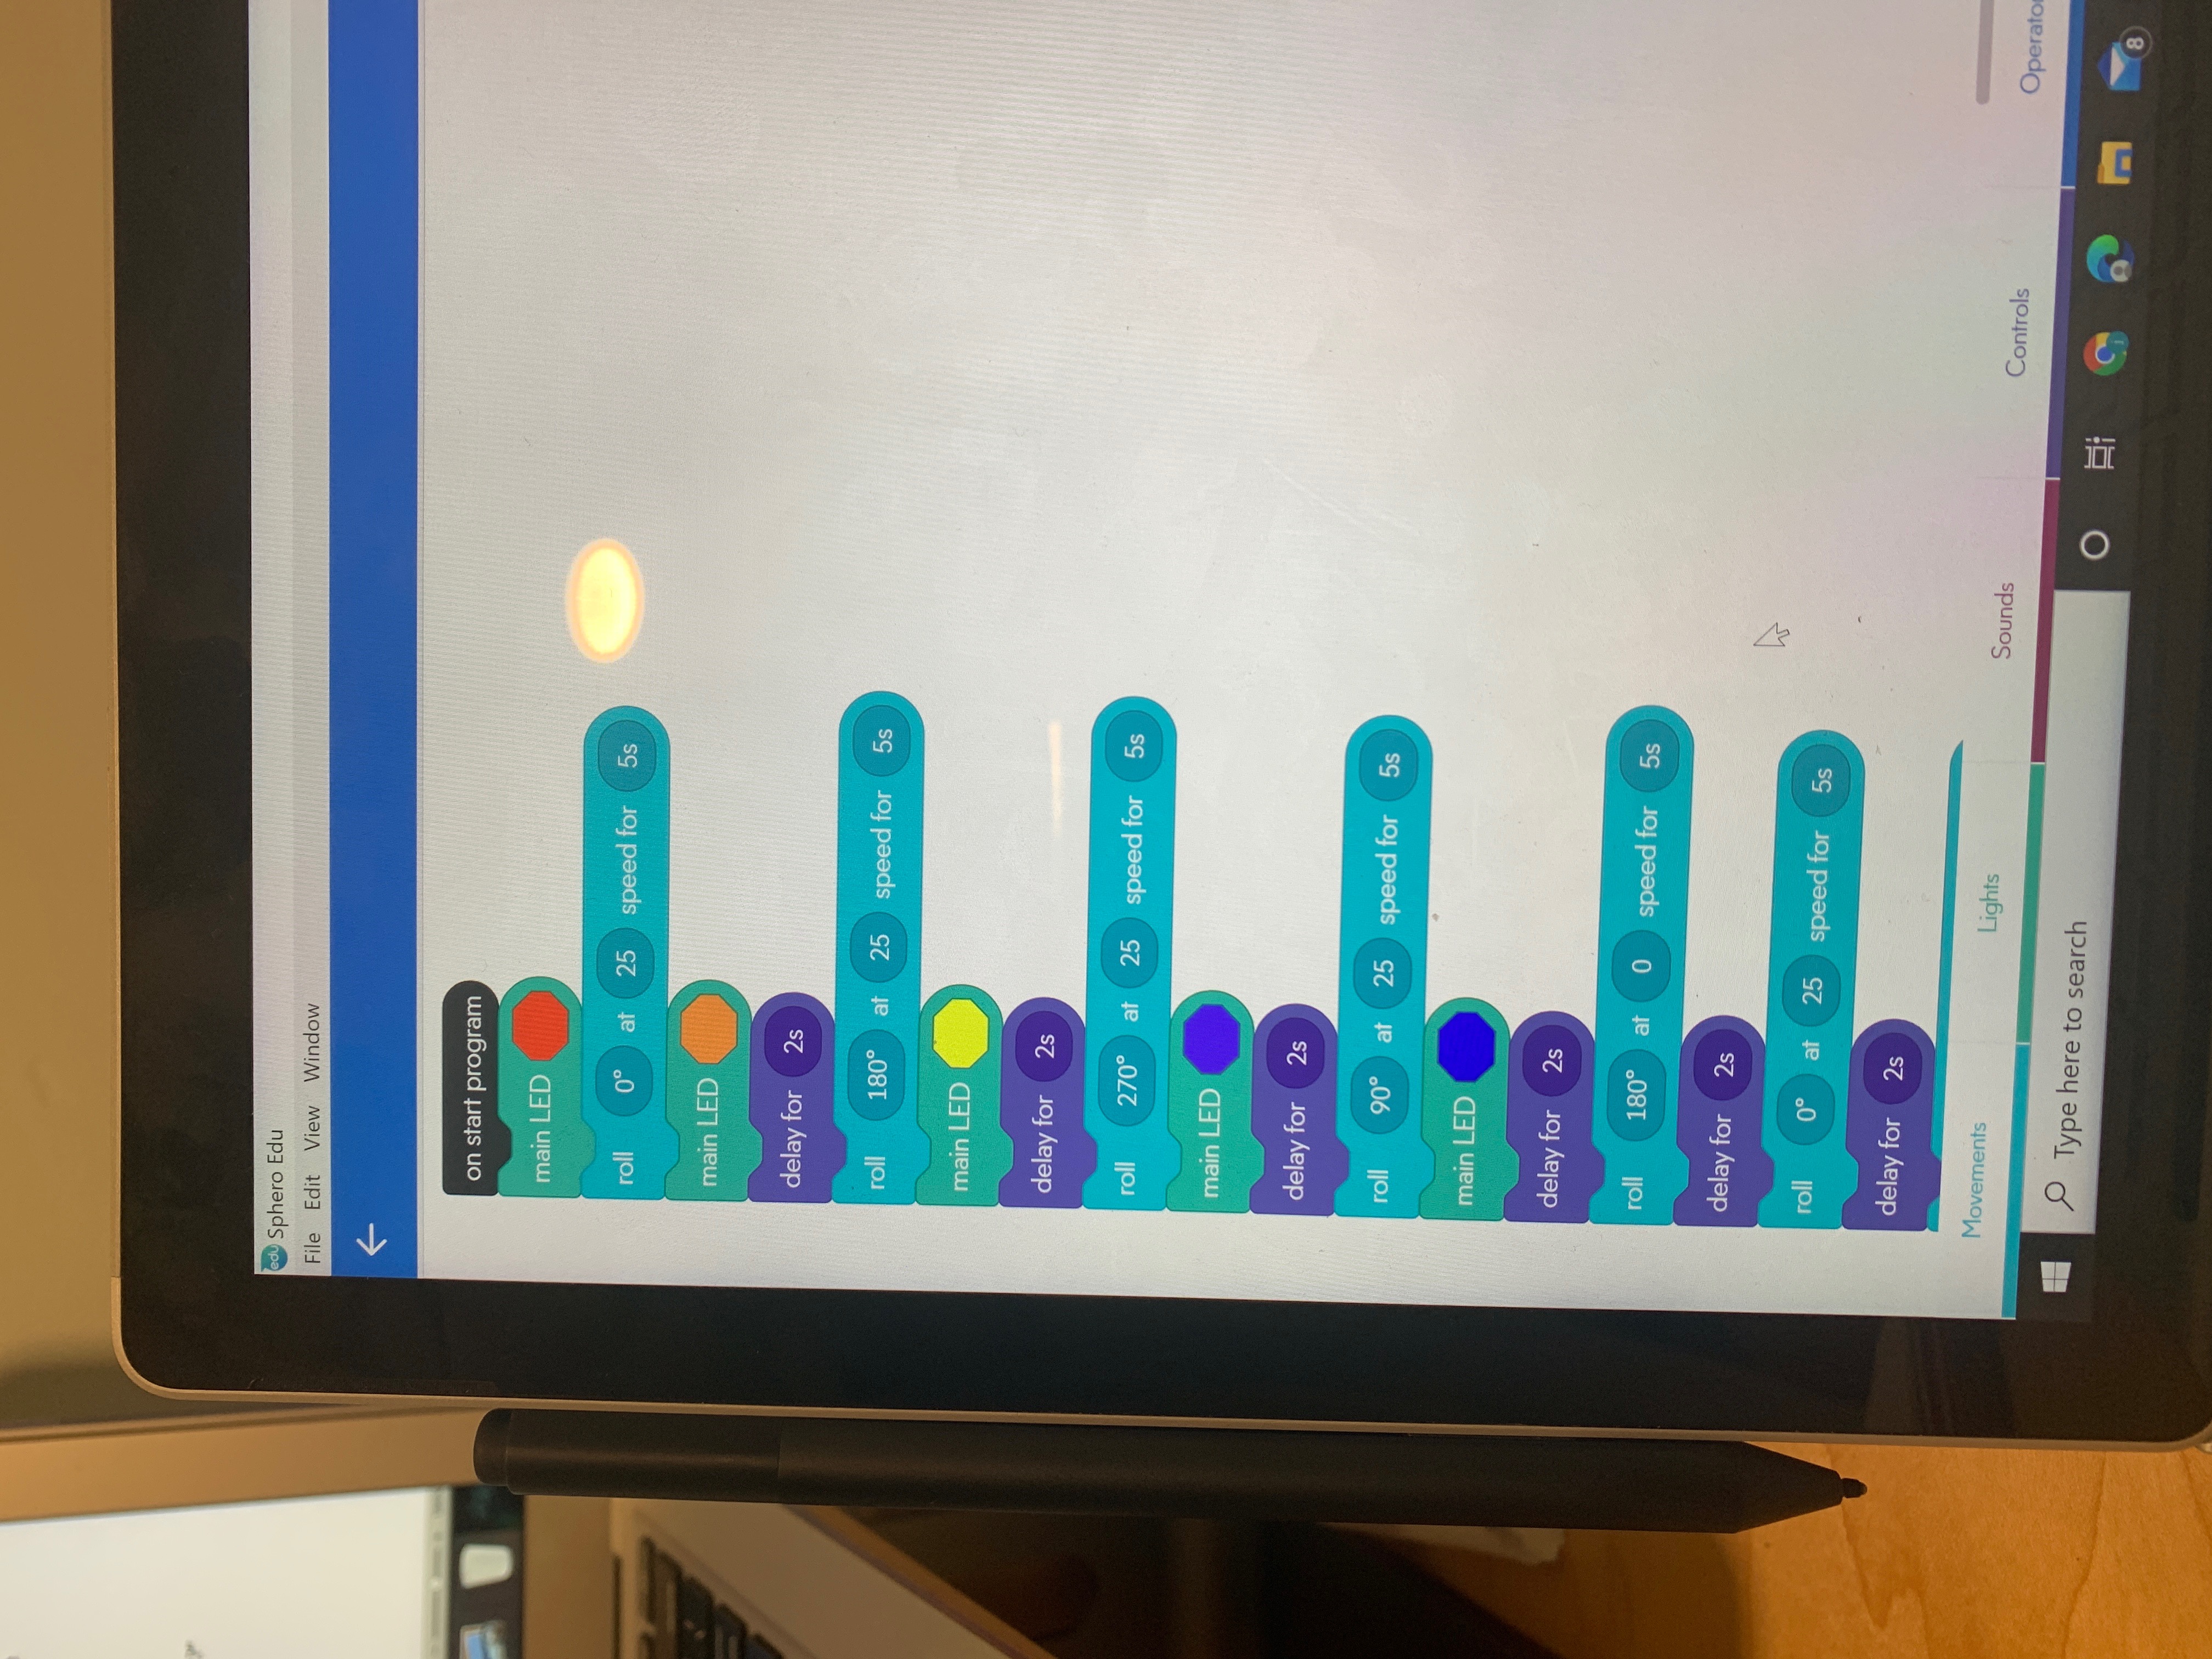 edu Sphero Edu
File Edit View Window
on start program
main LED
roll 0° at 25 speed for 5s
main LED
delay for 2s
roll 180° at 25 speed for 5s
main LED
delay for 2s
roll 270° at 25 speed for 5s
main LED
delay for 2s
roll 90° at 25 speed for 5s
main LED
delay for 2s
roll 180° at 0 speed for 5s
delay for 2s
roll 0° at 25 speed for 5s
delay for 2s
Movements Lights Sounds Controls Operato
Type here to search
8